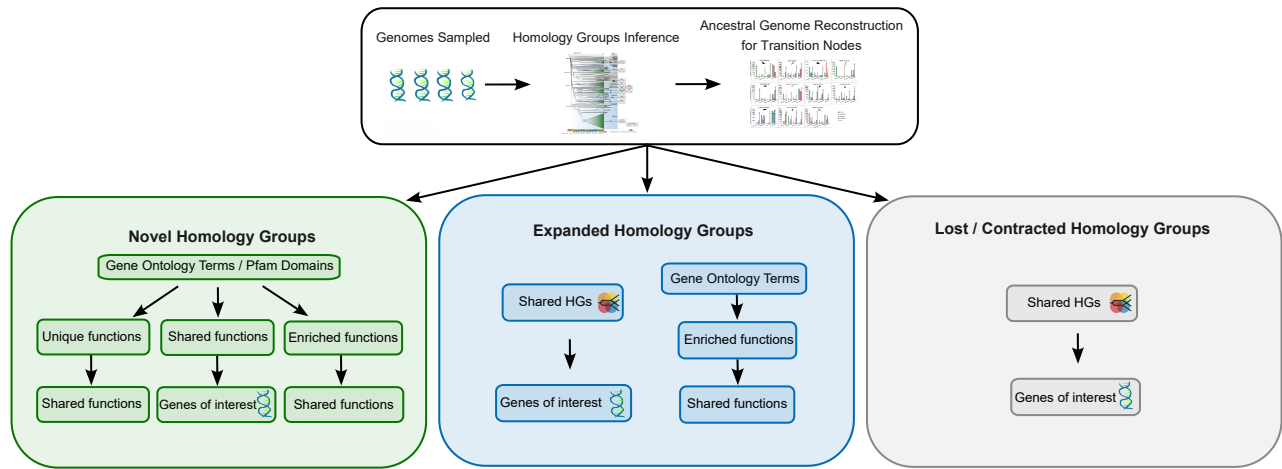 Genomes Sampled
Homology Groups Inference
Ancestral Genome Reconstruction
for Transition Nodes
Novel Homology Groups
Gene Ontology Terms / Pfam Domains
Unique functions
Shared functions
Enriched functions
Shared functions
Genes of interest
Shared functions
Expanded Homology Groups
Shared HGs
Genes of interest
Gene Ontology Terms
Enriched functions
Shared functions
Lost / Contracted Homology Groups
Shared HGs
Genes of interest